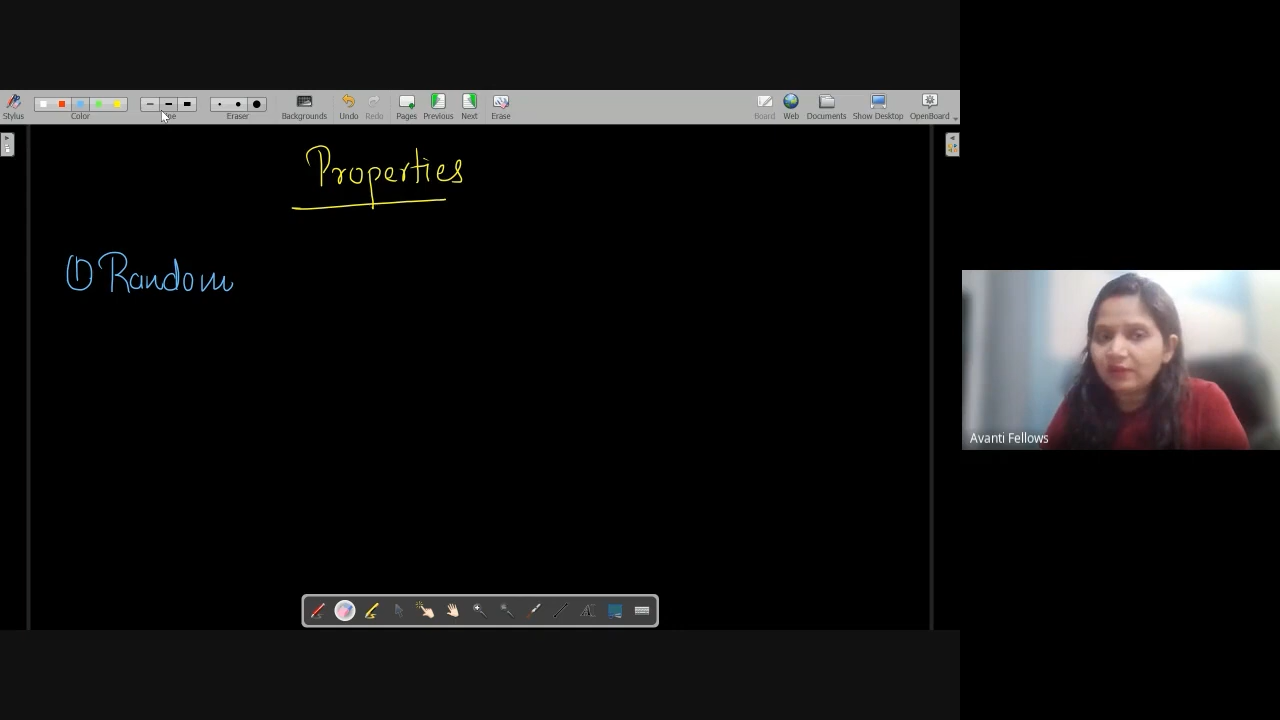 Stylus
Color
Eraser
Backgrounds
Undo
Redo
Pages
Previous
Next
Erase
Board
Web
Documents
Show Desktop
OpenBoard
Properties
① Random
Avanti Fellows